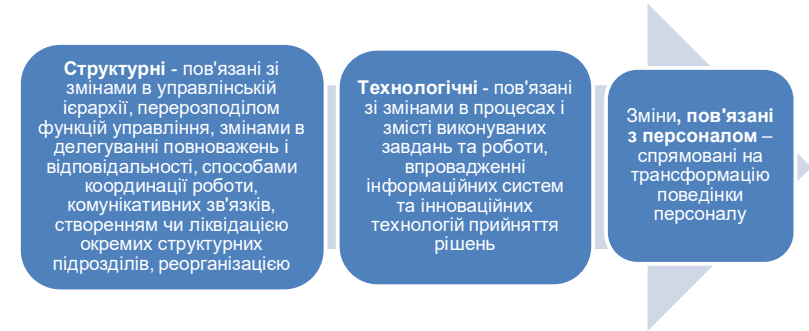 Структурні - пов'язані зі
змінами в управлінській
ієрархії, перерозподілом
функцій управління, змінами в
делегуванні повноважень і
відповідальності, способами
координації роботи,
комунікативних зв'язків,
створенням чи ліквідацією
окремих структурних
підрозділів, реорганізацією
Технологічні - пов'язані
зі змінами в процесах і
змісті виконуваних
завдань та роботи,
впровадженні
інформаційних систем
та інноваційних
технологій прийняття
рішень
Зміни, пов'язані
з персоналом –
спрямовані на
трансформацію
поведінки
персоналу